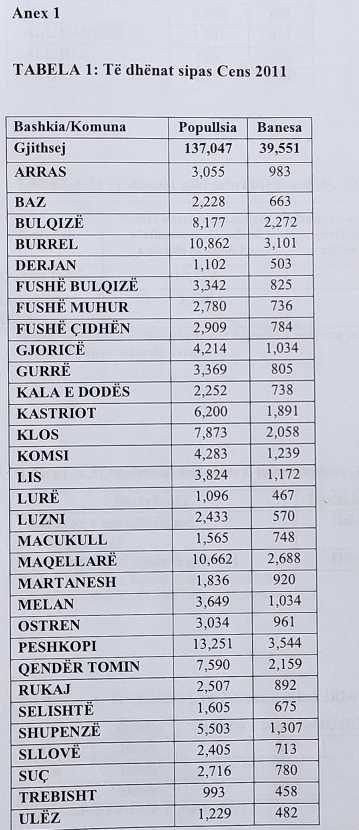 Anex 1
TABELA 1: Të dhënat sipas Cens 2011
Bashkia/Komuna Popullsia Banesa
Gjithsej 137,047 39,551
ARRAS 3,055 983
BAZ 2,228 663
BULQIZË 8,177 2,272
BURREL 10,862 3,101
DERJAN 1,102 503
FUSHË BULQIZË 3,342 825
FUSHË MUHUR 2,780 736
FUSHË ÇIDHËN 2,909 784
GJORICË 4,214 1,034
GURRË 3,369 805
KALA E DODËS 2,252 738
KASTRIOT 6,200 1,891
KLOS 7,873 2,058
KOMSI 4,283 1,239
LIS 3,824 1,172
LURË 1,096 467
LUZNI 2,433 570
MACUKULL 1,565 748
MAQELLARË 10,662 2,688
MARTANESH 1,836 920
MELAN 3,649 1,034
OSTREN 3,034 961
PESHKOPI 13,251 3,544
QENDËR TOMIN 7,590 2,159
RUKAJ 2,507 892
SELISHTË 1,605 675
SHUPENZË 5,503 1,307
SLLOVË 2,405 713
SUÇ 2,716 780
TREBISHT 993 458
ULËZ 1,229 482